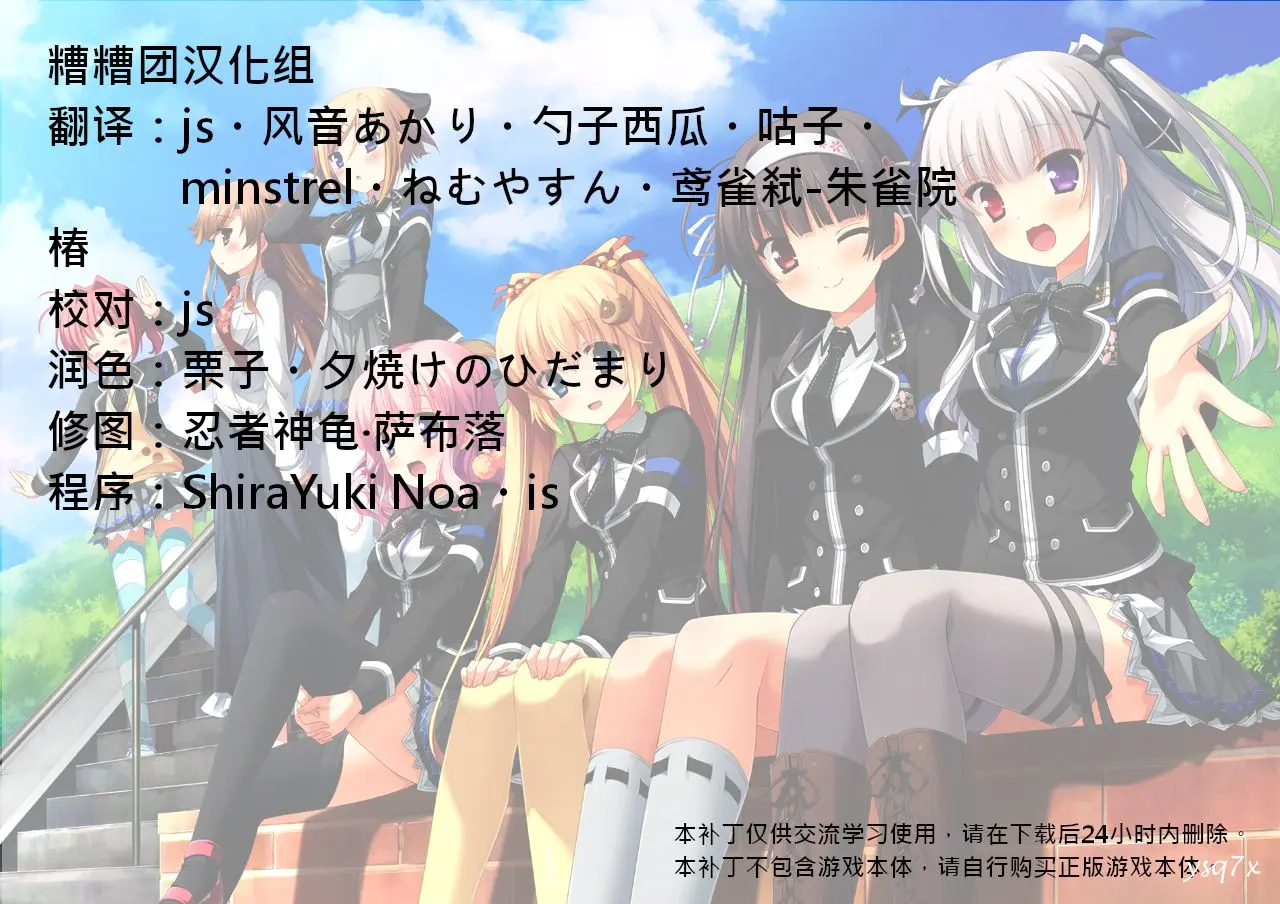 糟糟团汉化组
翻译：js・风音あかり・勺子西瓜・咕子・
minstrel・ねむやすん・鸢雀弑-朱雀院
椿
校对：js
润色：栗子・夕焼けのひだまり
修图：忍者神龟·萨布落
程序：ShiraYuki Noa・is
本补丁仅供交流学习使用，请在下载后24小时内删除。
本补丁不包含游戏本体，请自行购买正版游戏本体。